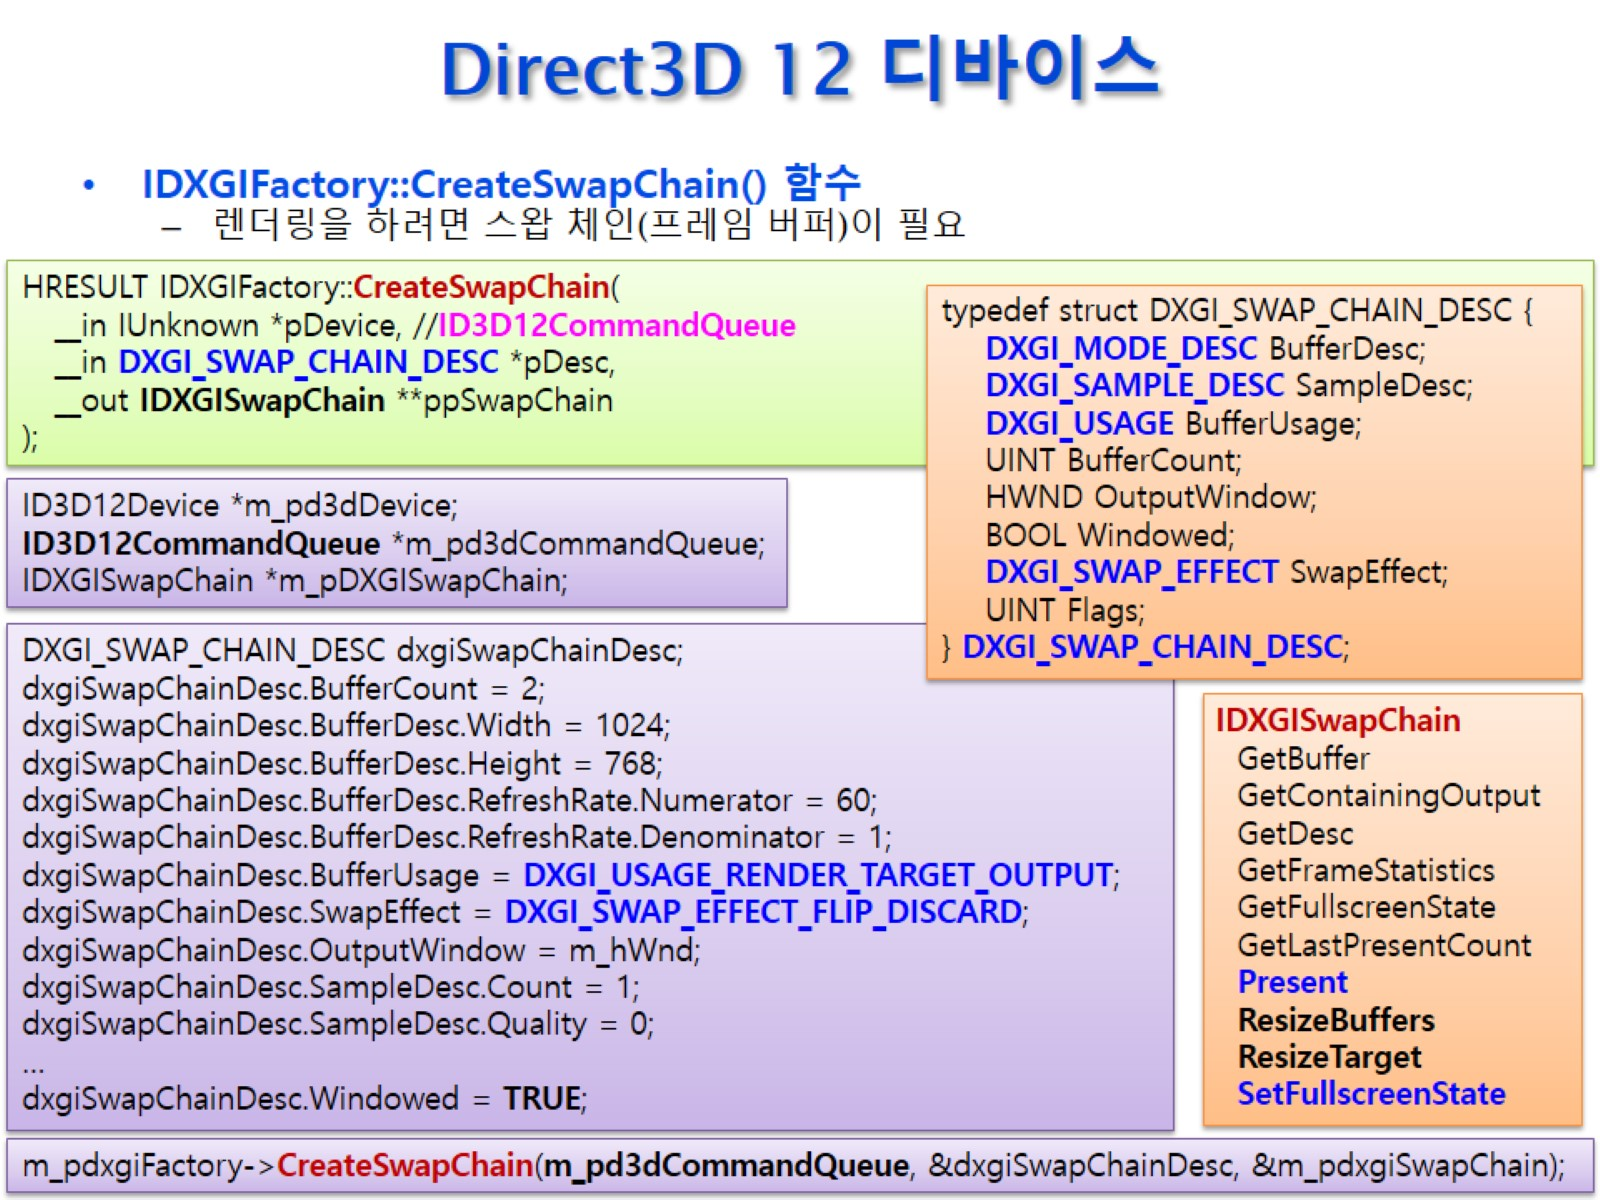 Direct3D 12 디바이스
• IDXGIFactory::CreateSwapChain() 함수
– 렌더링을 하려면 스왑 체인(프레임 버퍼)이 필요
HRESULT IDXGIFactory::CreateSwapChain(
__in IUnknown *pDevice, //ID3D12CommandQueue
__in DXGI_SWAP_CHAIN_DESC *pDesc,
__out IDXGISwapChain **ppSwapChain
);
typedef struct DXGI_SWAP_CHAIN_DESC {
DXGI_MODE_DESC BufferDesc;
DXGI_SAMPLE_DESC SampleDesc;
DXGI_USAGE BufferUsage;
UINT BufferCount;
HWND OutputWindow;
BOOL Windowed;
DXGI_SWAP_EFFECT SwapEffect;
UINT Flags;
} DXGI_SWAP_CHAIN_DESC;
ID3D12Device *m_pd3dDevice;
ID3D12CommandQueue *m_pd3dCommandQueue;
IDXGISwapChain *m_pDXGISwapChain;
DXGI_SWAP_CHAIN_DESC dxgiSwapChainDesc;
dxgiSwapChainDesc.BufferCount = 2;
dxgiSwapChainDesc.BufferDesc.Width = 1024;
dxgiSwapChainDesc.BufferDesc.Height = 768;
dxgiSwapChainDesc.BufferDesc.RefreshRate.Numerator = 60;
dxgiSwapChainDesc.BufferDesc.RefreshRate.Denominator = 1;
dxgiSwapChainDesc.BufferUsage = DXGI_USAGE_RENDER_TARGET_OUTPUT;
dxgiSwapChainDesc.SwapEffect = DXGI_SWAP_EFFECT_FLIP_DISCARD;
dxgiSwapChainDesc.OutputWindow = m_hWnd;
dxgiSwapChainDesc.SampleDesc.Count = 1;
dxgiSwapChainDesc.SampleDesc.Quality = 0;
...
dxgiSwapChainDesc.Windowed = TRUE;
IDXGISwapChain
GetBuffer
GetContainingOutput
GetDesc
GetFrameStatistics
GetFullscreenState
GetLastPresentCount
Present
ResizeBuffers
ResizeTarget
SetFullscreenState
m_pdxgiFactory->CreateSwapChain(m_pd3dCommandQueue, &dxgiSwapChainDesc, &m_pdxgiSwapChain);